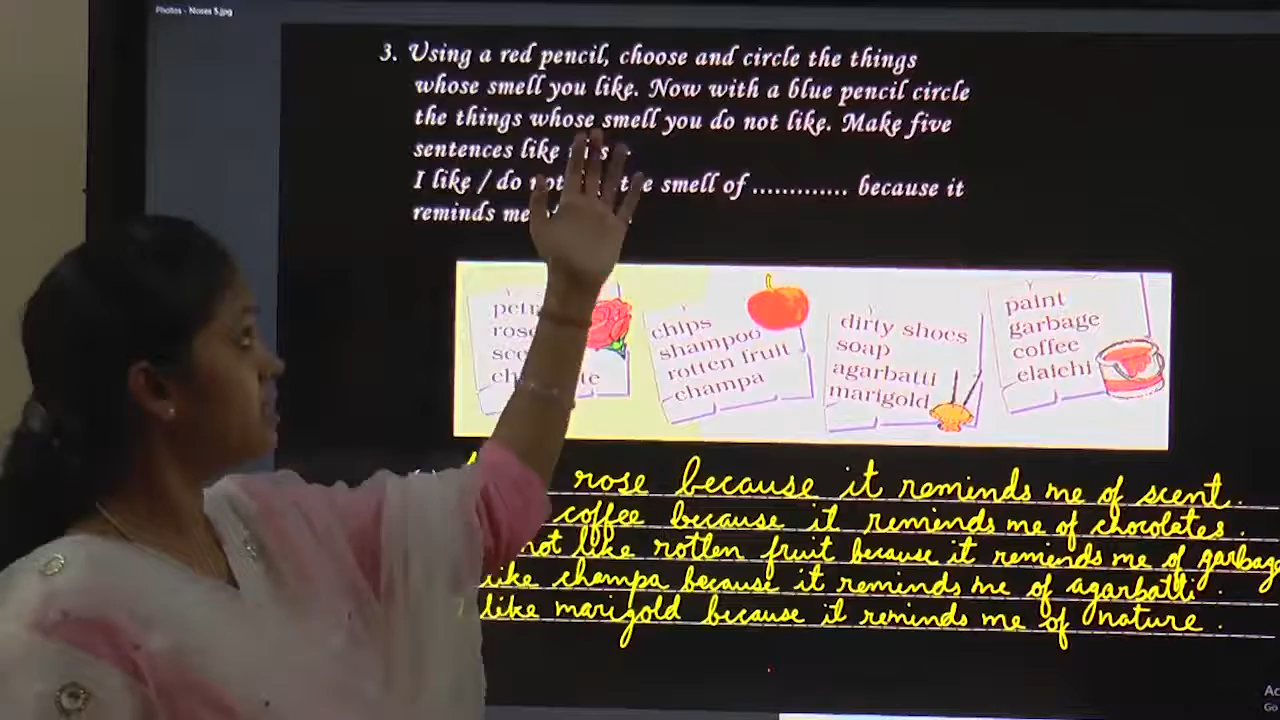 Photos - Noses 5.jpg
3. Using a red pencil, choose and circle the things
whose smell you like. Now with a blue pencil circle
the things whose smell you do not like. Make five
sentences like
I like / do not smell of ............. because it
reminds me
rose
chips
shampoo
rotten fruit
champa
dirty shoes
soap
agarbatti
marigold
paint
garbage
coffee
elaichi
rose because it reminds me of scent.
coffee because it reminds me of chocolates.
not like rotten fruit because it reminds me of garbage
like champa because it reminds me of agarbatti.
like marigold because it reminds me of nature.